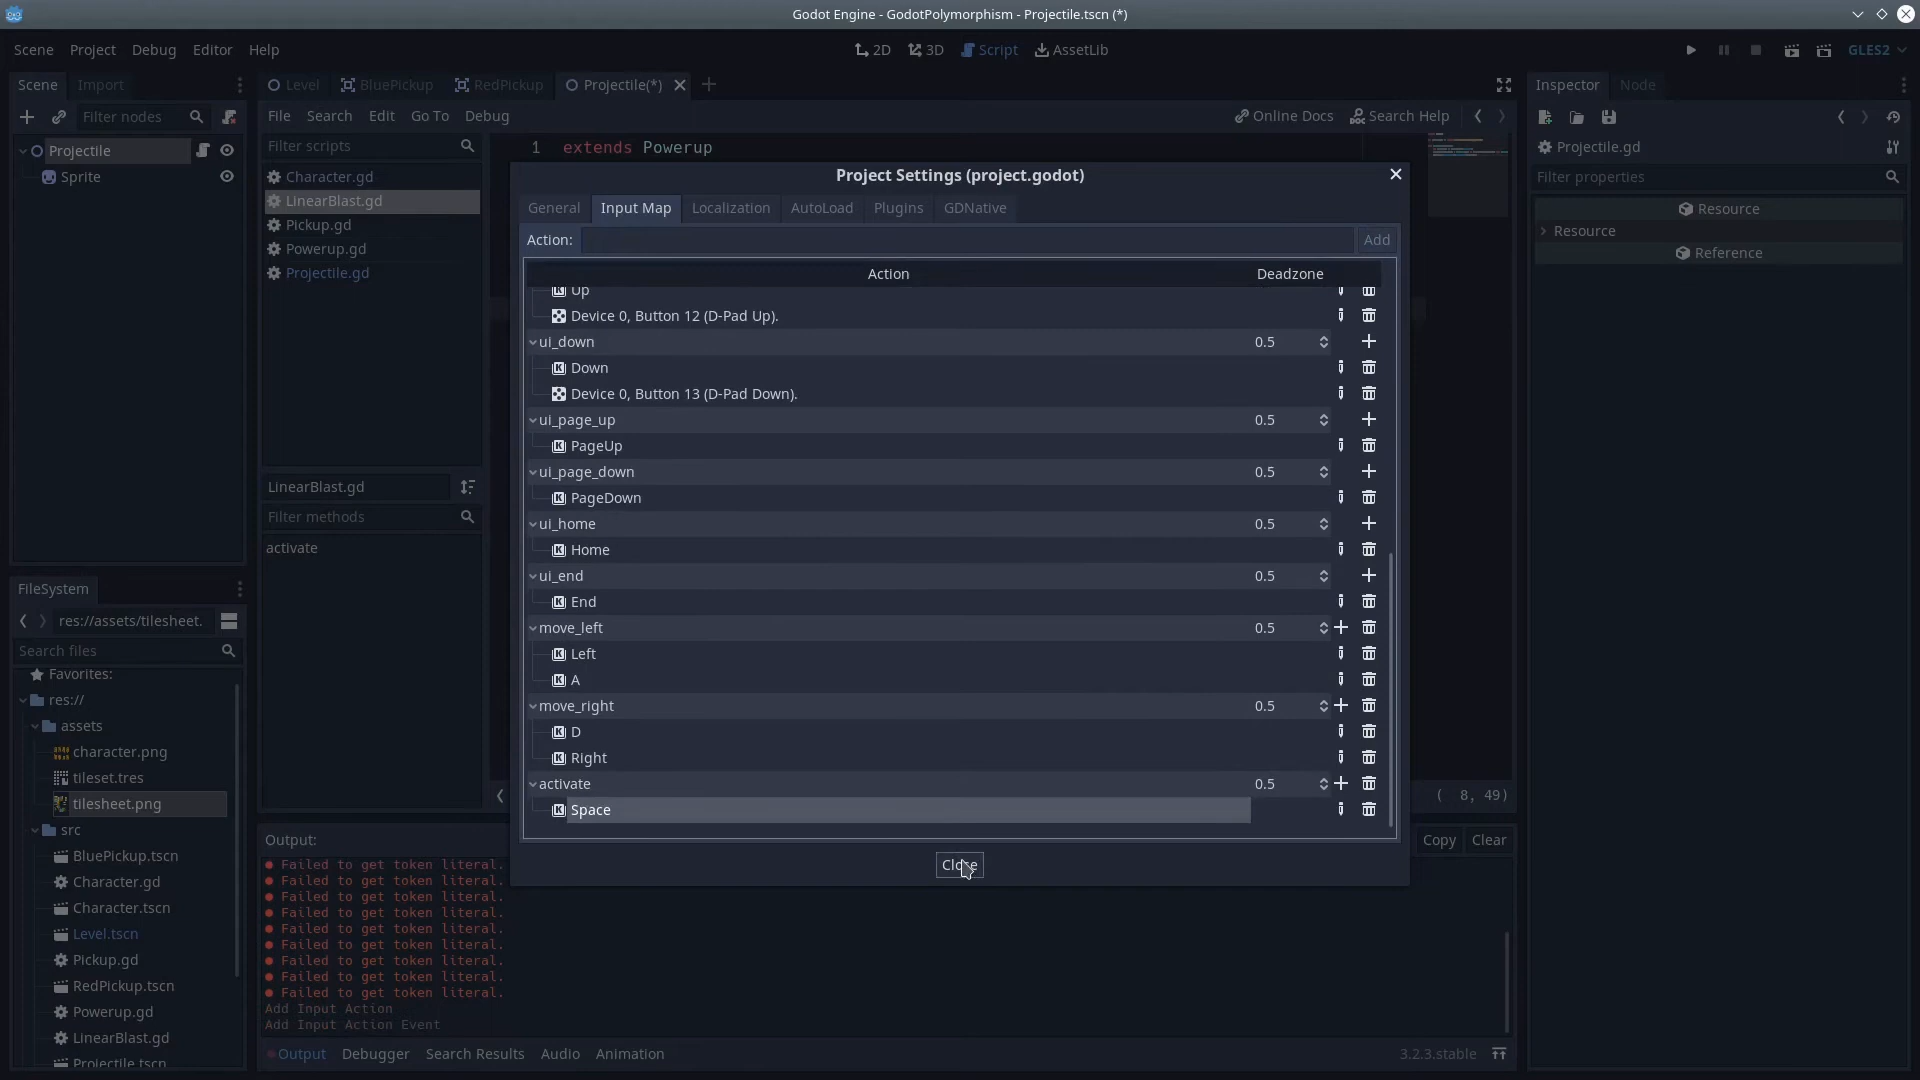 Godot Engine - GodotPolymorphism - Projectile.tscn (*)
Scene Project Debug Editor Help
2D 3D Script AssetLib
GLES2
Scene Import
Filter nodes
Projectile
Sprite
Level BluePickup RedPickup Projectile(*)
File Search Edit Go To Debug
Online Docs Search Help
Filter scripts
Character.gd
LinearBlast.gd
Pickup.gd
Powerup.gd
Projectile.gd
LinearBlast.gd
Filter methods
activate
1 extends Powerup
( 8, 49)
Project Settings (project.godot)
General Input Map Localization AutoLoad Plugins GDNative
Action: Add
Action Deadzone
Up
Device 0, Button 12 (D-Pad Up).
ui_down 0.5
Down
Device 0, Button 13 (D-Pad Down).
ui_page_up 0.5
PageUp
ui_page_down 0.5
PageDown
ui_home 0.5
Home
ui_end 0.5
End
move_left 0.5
Left
A
move_right 0.5
D
Right
activate 0.5
Space
Close
Inspector Node
Projectile.gd
Filter properties
Resource
Resource
Reference
FileSystem
res://assets/tilesheet.
Search files
Favorites:
res://
assets
character.png
tileset.tres
tilesheet.png
src
BluePickup.tscn
Character.gd
Character.tscn
Level.tscn
Pickup.gd
RedPickup.tscn
Powerup.gd
LinearBlast.gd
Projectile.tscn
Output: Copy Clear
Failed to get token literal.
Failed to get token literal.
Failed to get token literal.
Failed to get token literal.
Failed to get token literal.
Failed to get token literal.
Failed to get token literal.
Failed to get token literal.
Failed to get token literal.
Add Input Action
Add Input Action Event
Output Debugger Search Results Audio Animation
3.2.3.stable